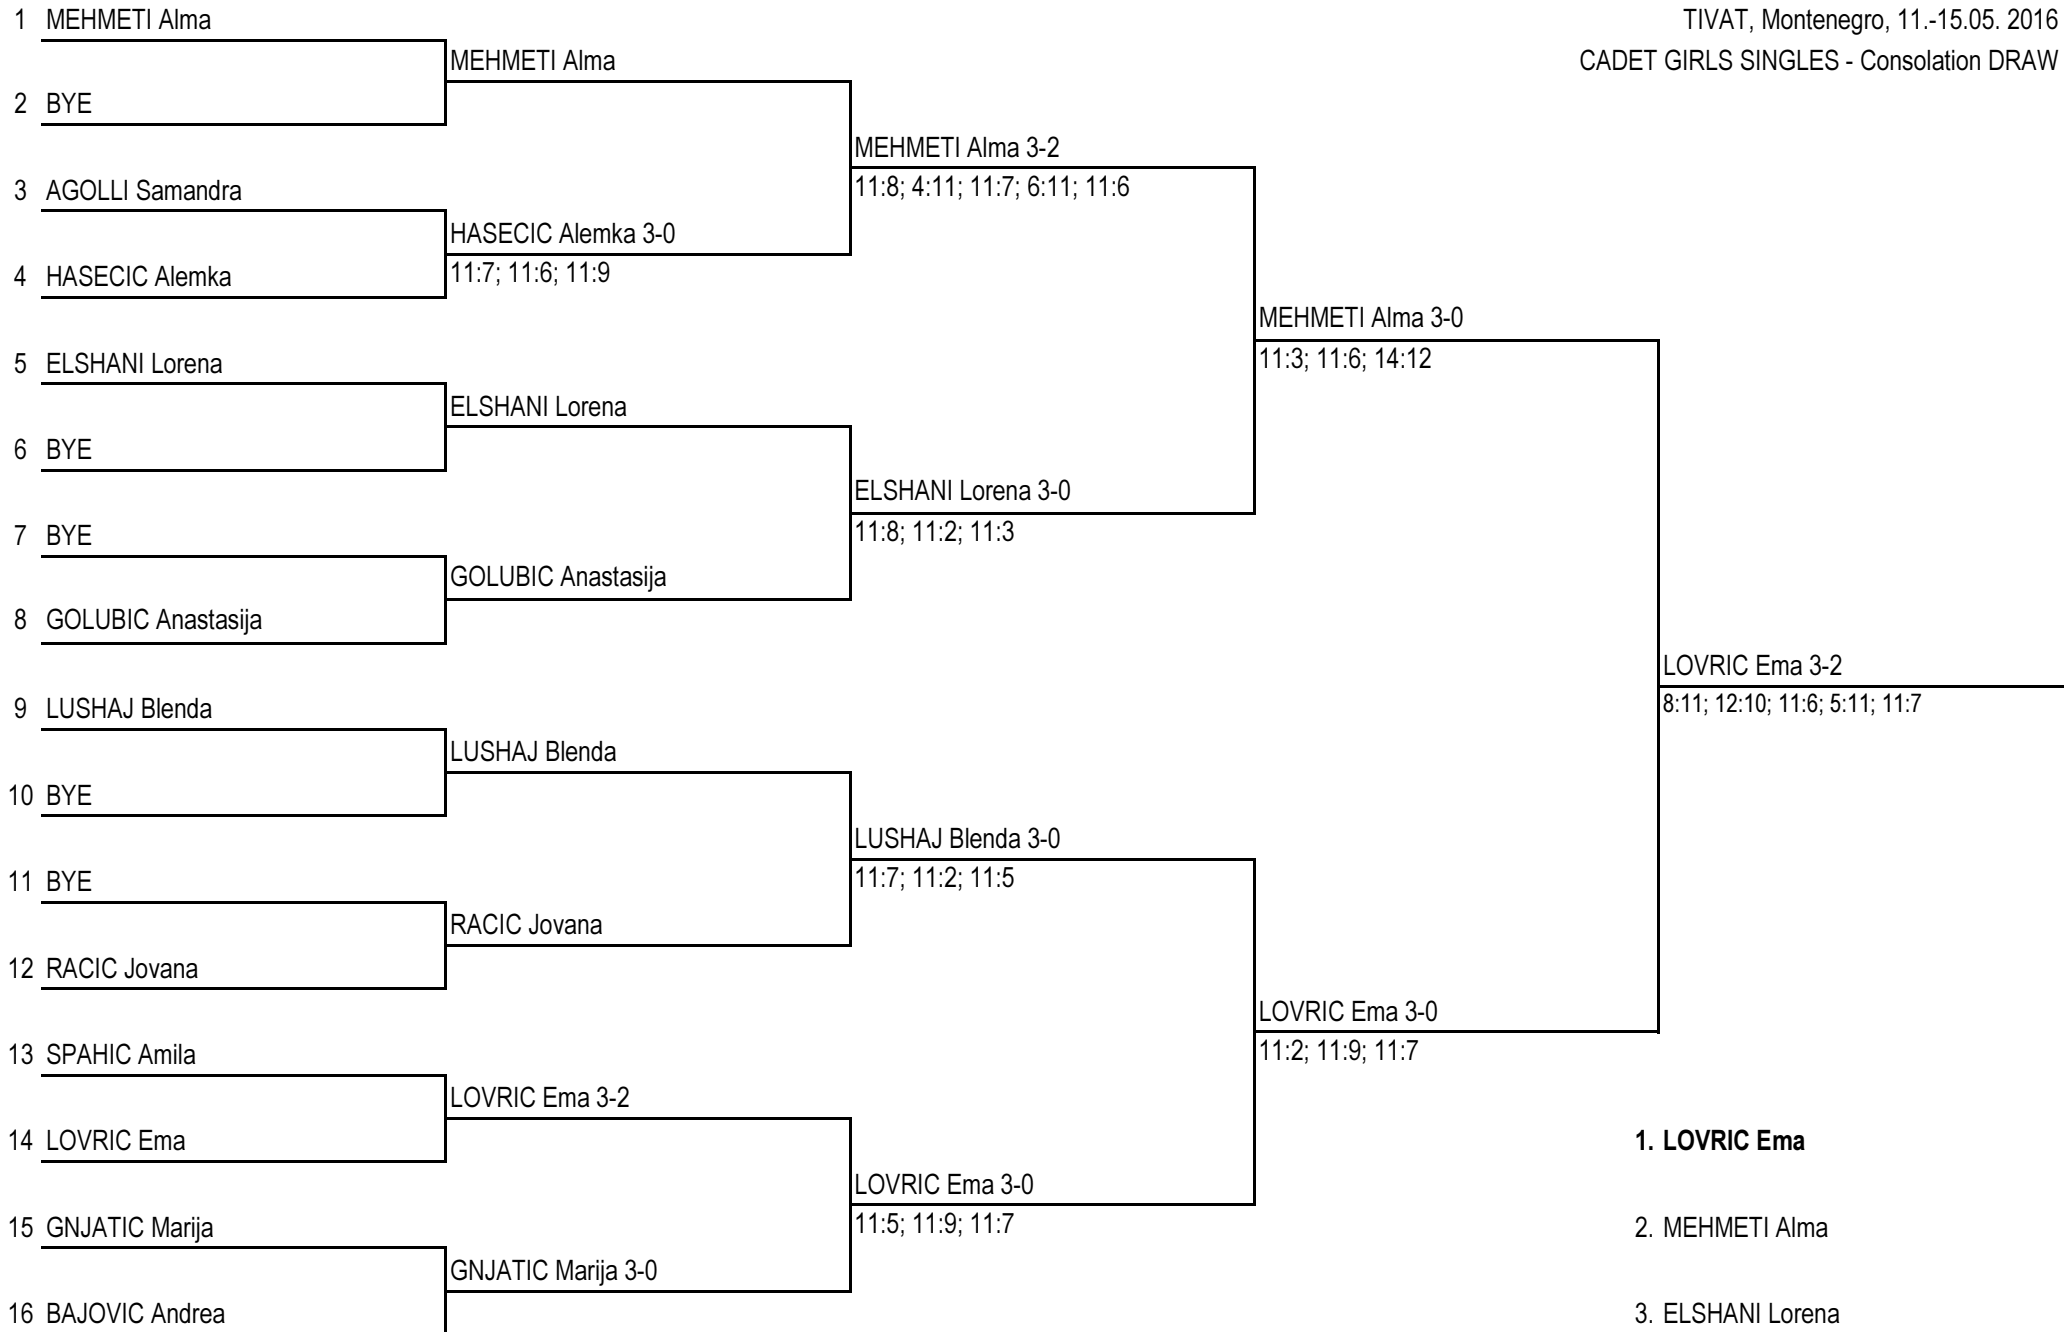 TIVAT, Montenegro, 11.-15.05. 2016
CADET GIRLS SINGLES - Consolation DRAW
1 MEHMETI Alma
MEHMETI Alma
2 BYE
MEHMETI Alma 3-2
11:8; 4:11; 11:7; 6:11; 11:6
3 AGOLLI Samandra
HASECIC Alemka 3-0
11:7; 11:6; 11:9
4 HASECIC Alemka
MEHMETI Alma 3-0
11:3; 11:6; 14:12
5 ELSHANI Lorena
ELSHANI Lorena
6 BYE
ELSHANI Lorena 3-0
11:8; 11:2; 11:3
7 BYE
GOLUBIC Anastasija
8 GOLUBIC Anastasija
LOVRIC Ema 3-2
8:11; 12:10; 11:6; 5:11; 11:7
9 LUSHAJ Blenda
LUSHAJ Blenda
10 BYE
LUSHAJ Blenda 3-0
11:7; 11:2; 11:5
11 BYE
RACIC Jovana
12 RACIC Jovana
LOVRIC Ema 3-0
11:2; 11:9; 11:7
13 SPAHIC Amila
LOVRIC Ema 3-2
14 LOVRIC Ema
LOVRIC Ema 3-0
11:5; 11:9; 11:7
15 GNJATIC Marija
GNJATIC Marija 3-0
16 BAJOVIC Andrea
1. LOVRIC Ema
2. MEHMETI Alma
3. ELSHANI Lorena